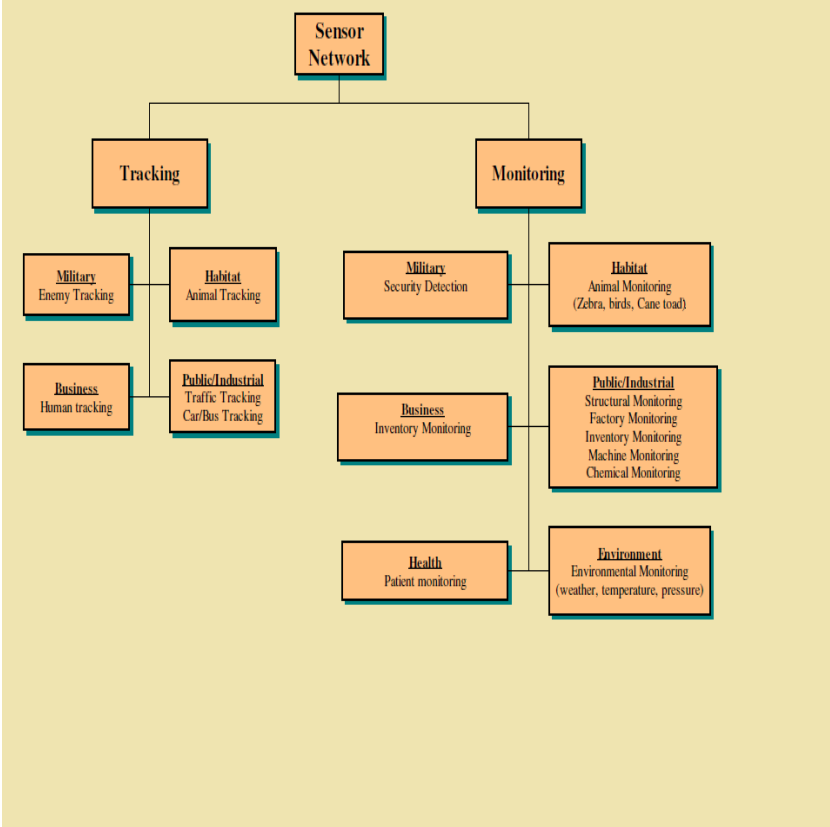 Sensor
Network
Tracking
Monitoring
Military
Enemy Tracking
Habitat
Animal Tracking
Business
Human tracking
Public/Industrial
Traffic Tracking
Car/Bus Tracking
Military
Security Detection
Habitat
Animal Monitoring
(Zebra, birds, Cane toad)
Business
Inventory Monitoring
Public/Industrial
Structural Monitoring
Factory Monitoring
Inventory Monitoring
Machine Monitoring
Chemical Monitoring
Health
Patient monitoring
Environment
Environmental Monitoring
(weather, temperature, pressure)